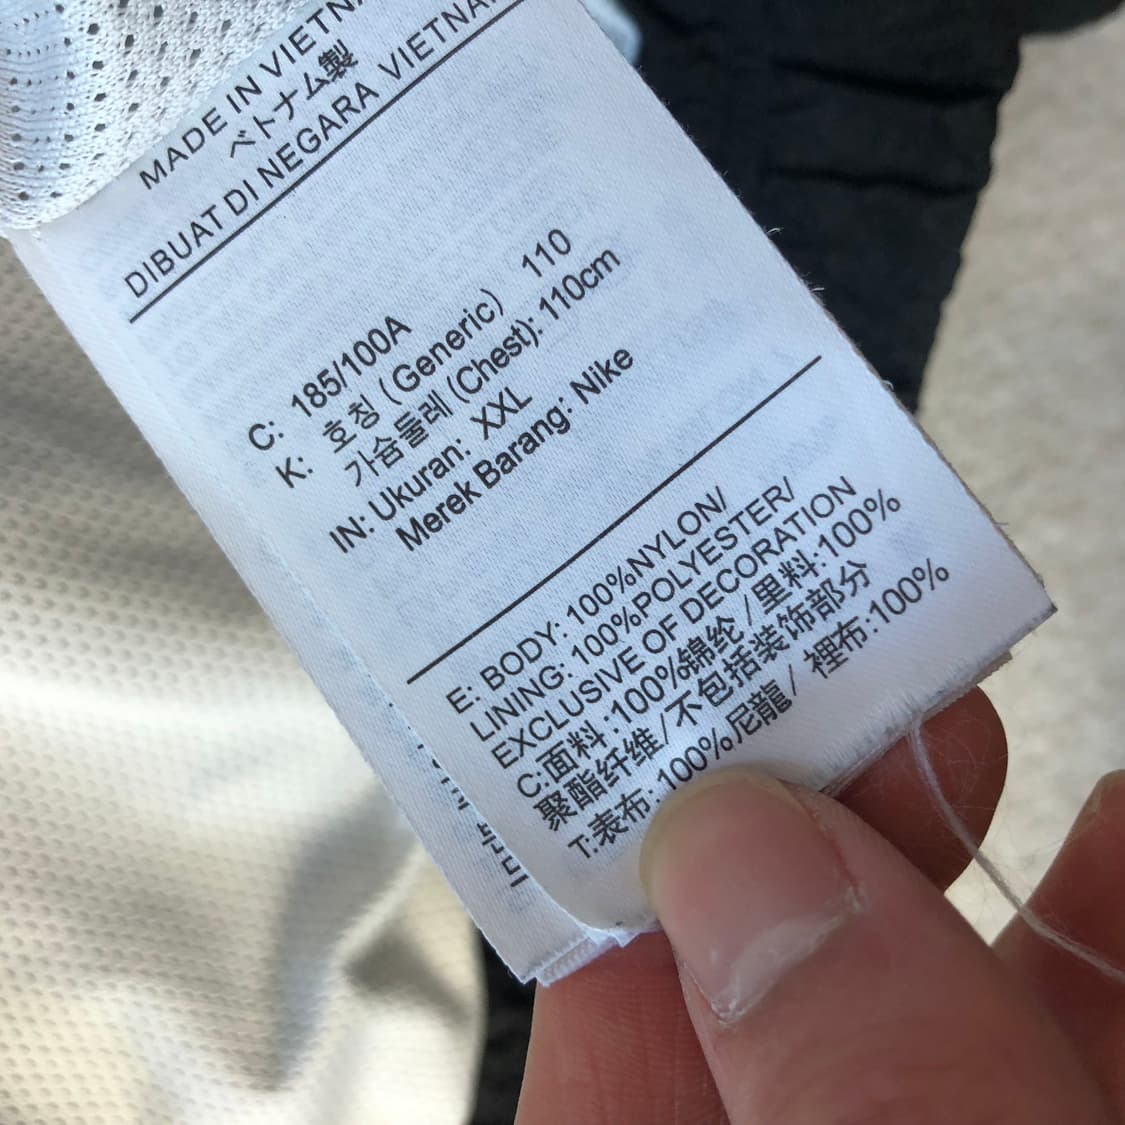 MADE IN VIETNA
ベトナム製
DIBUAT DI NEGARA VIETNA
C: 185/100A
K: 호칭 (Generic) 110
가슴둘레 (Chest): 110cm
IN: Ukuran: XXL
Merek Barang: Nike
E: BODY: 100%NYLON/
LINING: 100%POLYESTER/
EXCLUSIVE OF DECORATION
C:面料:100%锦纶/里料:100%
聚酯纤维/不包括装饰部分
T:表布: 100%尼龍/ 裡布:100%